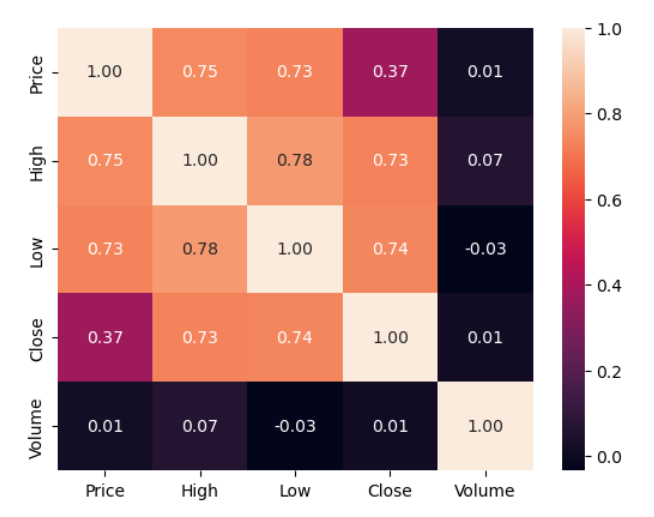 Price 1.00 0.75 0.73 0.37 0.01
High 0.75 1.00 0.78 0.73 0.07
Low 0.73 0.78 1.00 0.74 -0.03
Close 0.37 0.73 0.74 1.00 0.01
Volume 0.01 0.07 -0.03 0.01 1.00
Price High Low Close Volume
1.0
0.8
0.6
0.4
0.2
0.0